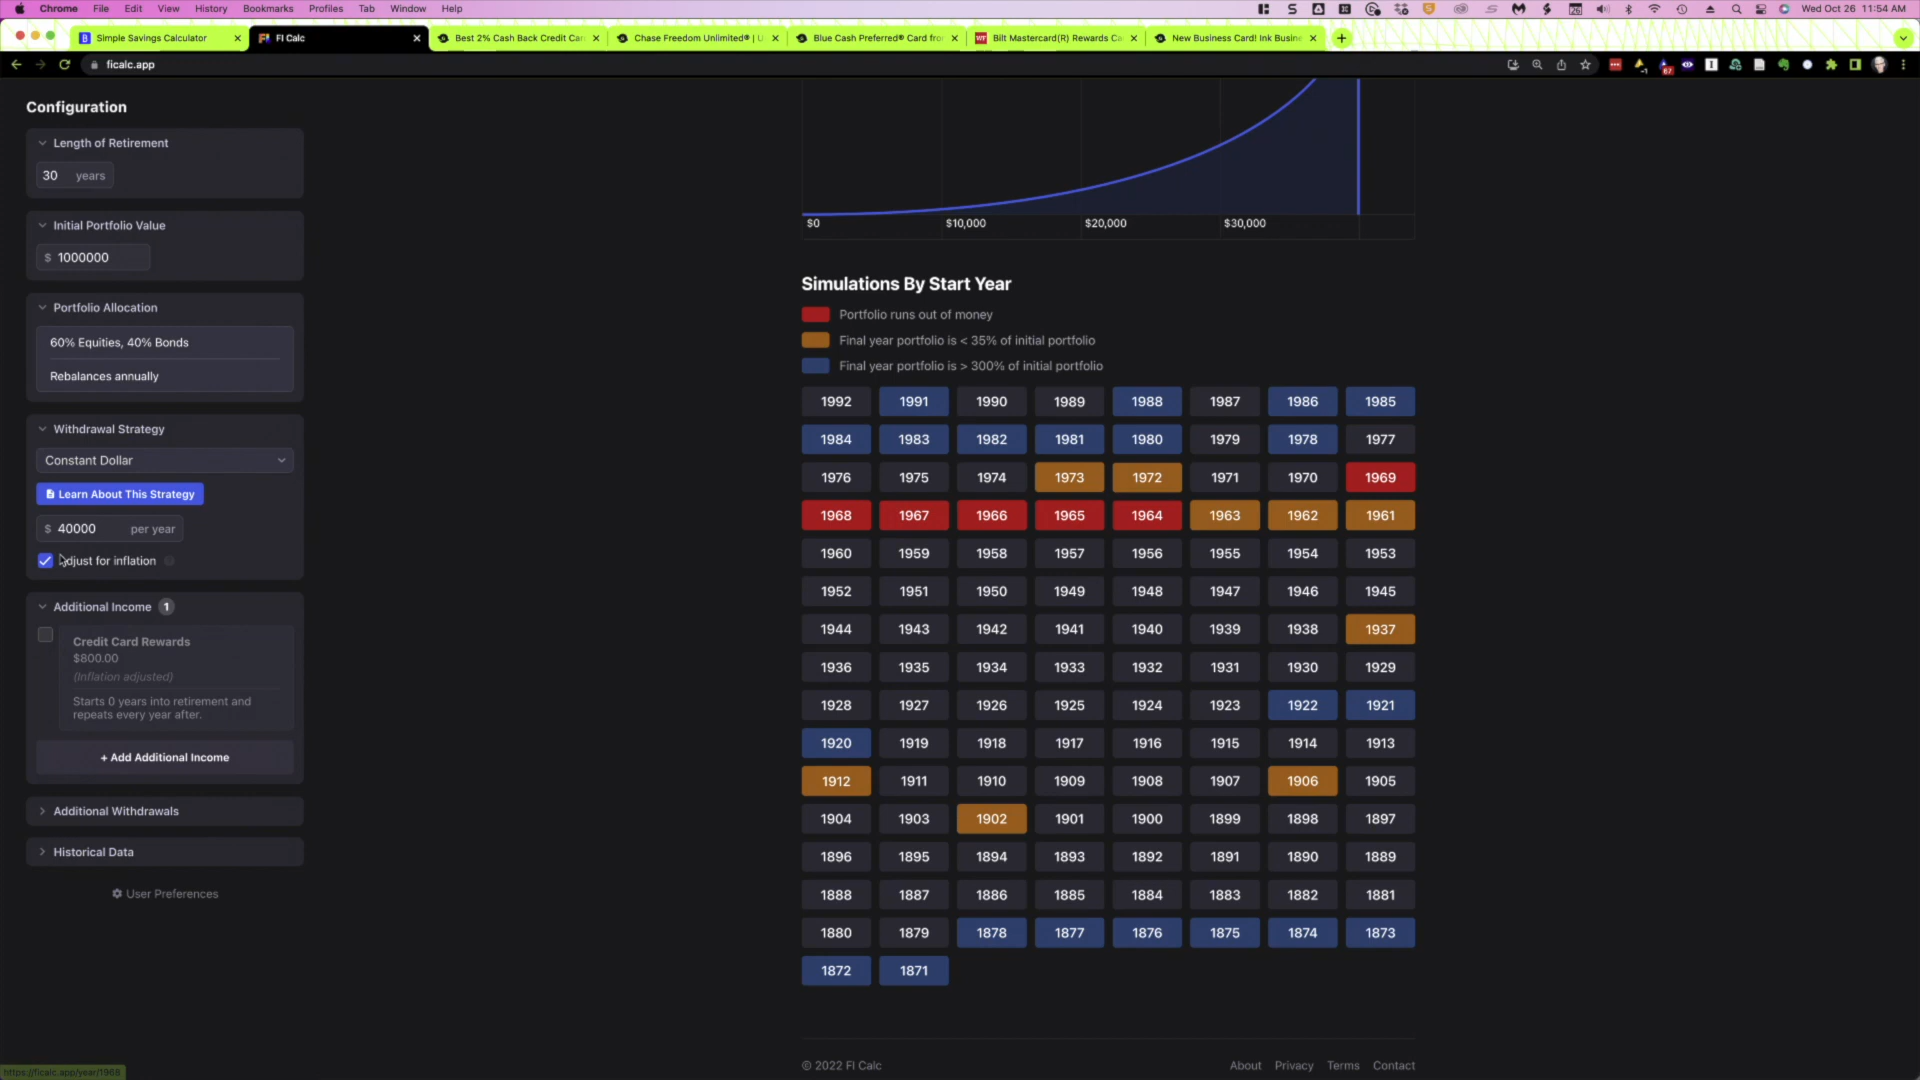 Chrome File Edit View History Bookmarks Profiles Tab Window Help Wed Oct 26 11:54 AM
Simple Savings Calculator
FI Calc
Best 2% Cash Back Credit Car
Chase Freedom Unlimited® | U
Blue Cash Preferred® Card fro
Bilt Mastercard(R) Rewards Ca
New Business Card! Ink Busin
ficalc.app
Configuration
Length of Retirement
30 years
Initial Portfolio Value
$ 1000000
Portfolio Allocation
60% Equities, 40% Bonds
Rebalances annually
Withdrawal Strategy
Constant Dollar
Learn About This Strategy
$ 40000 per year
Adjust for inflation
Additional Income 1
Credit Card Rewards
$800.00
(Inflation adjusted)
Starts 0 years into retirement and
repeats every year after.
+ Add Additional Income
Additional Withdrawals
Historical Data
User Preferences
$0 $10,000 $20,000 $30,000
Simulations By Start Year
Portfolio runs out of money
Final year portfolio is < 35% of initial portfolio
Final year portfolio is > 300% of initial portfolio
1992 1991 1990 1989 1988 1987 1986 1985
1984 1983 1982 1981 1980 1979 1978 1977
1976 1975 1974 1973 1972 1971 1970 1969
1968 1967 1966 1965 1964 1963 1962 1961
1960 1959 1958 1957 1956 1955 1954 1953
1952 1951 1950 1949 1948 1947 1946 1945
1944 1943 1942 1941 1940 1939 1938 1937
1936 1935 1934 1933 1932 1931 1930 1929
1928 1927 1926 1925 1924 1923 1922 1921
1920 1919 1918 1917 1916 1915 1914 1913
1912 1911 1910 1909 1908 1907 1906 1905
1904 1903 1902 1901 1900 1899 1898 1897
1896 1895 1894 1893 1892 1891 1890 1889
1888 1887 1886 1885 1884 1883 1882 1881
1880 1879 1878 1877 1876 1875 1874 1873
1872 1871
© 2022 FI Calc About Privacy Terms Contact
https://ficalc.app/year/1968